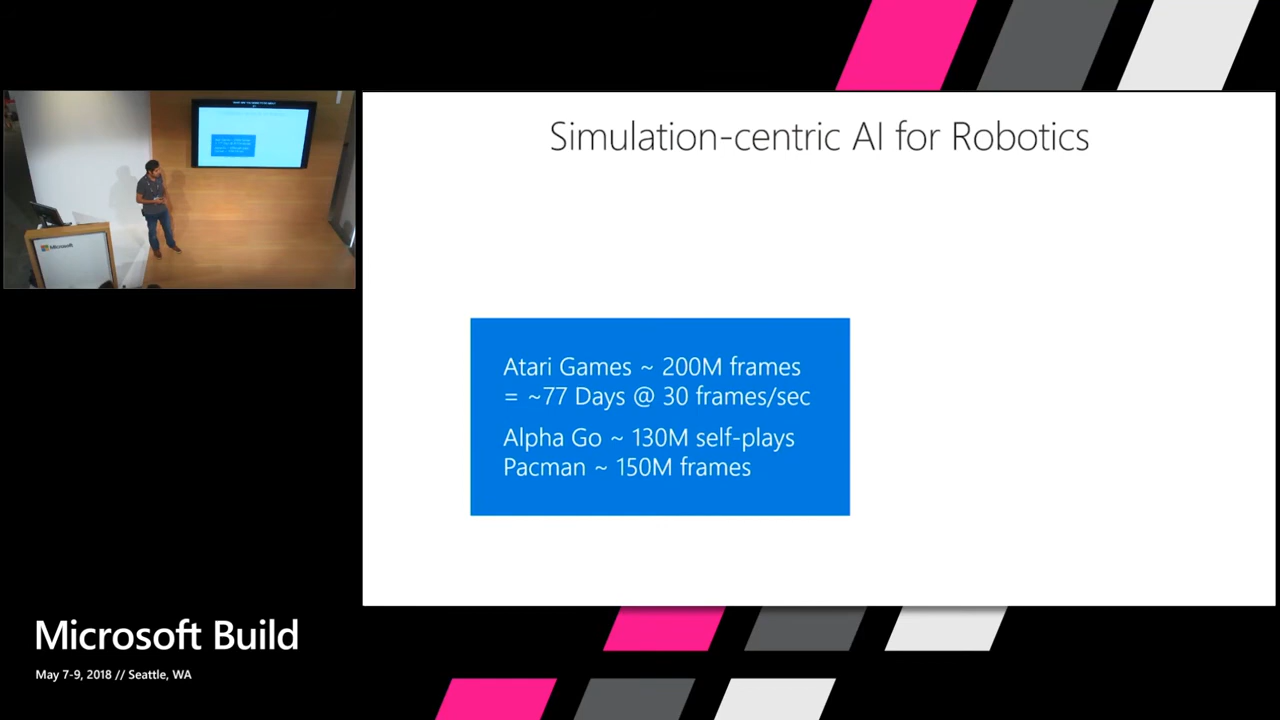 Simulation-centric AI for Robotics
Microsoft
Atari Games ~ 200M frames
= ~77 Days @ 30 frames/sec
Alpha Go ~ 130M self-plays
Pacman ~ 150M frames
Microsoft Build
May 7-9, 2018 // Seattle, WA